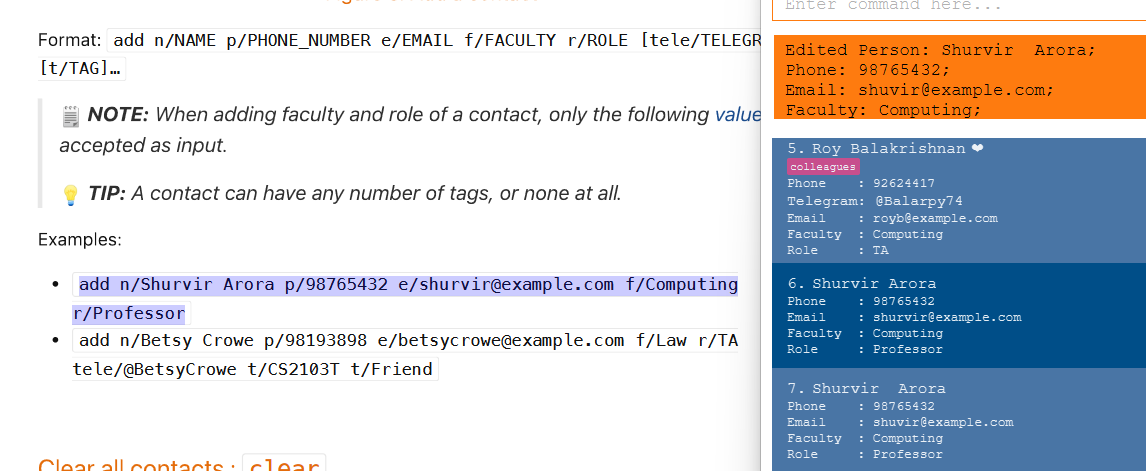 Format: add n/NAME p/PHONE_NUMBER e/EMAIL f/FACULTY r/ROLE [tele/TELEGR
[t/TAG]…
NOTE: When adding faculty and role of a contact, only the following value
accepted as input.
TIP: A contact can have any number of tags, or none at all.
Examples:
add n/Shurvir Arora p/98765432 e/shurvir@example.com f/Computing
r/Professor
add n/Betsy Crowe p/98193898 e/betsycrowe@example.com f/Law r/TA
tele/@BetsyCrowe t/CS2103T t/Friend
Clear all contacts : clear
Enter command here...
Edited Person: Shurvir  Arora;
Phone: 98765432;
Email: shuvir@example.com;
Faculty: Computing;
5. Roy Balakrishnan ❤
colleagues
Phone : 92624417
Telegram: @Balarpy74
Email : royb@example.com
Faculty : Computing
Role : TA
6. Shurvir Arora
Phone : 98765432
Email : shurvir@example.com
Faculty : Computing
Role : Professor
7. Shurvir  Arora
Phone : 98765432
Email : shuvir@example.com
Faculty : Computing
Role : Professor